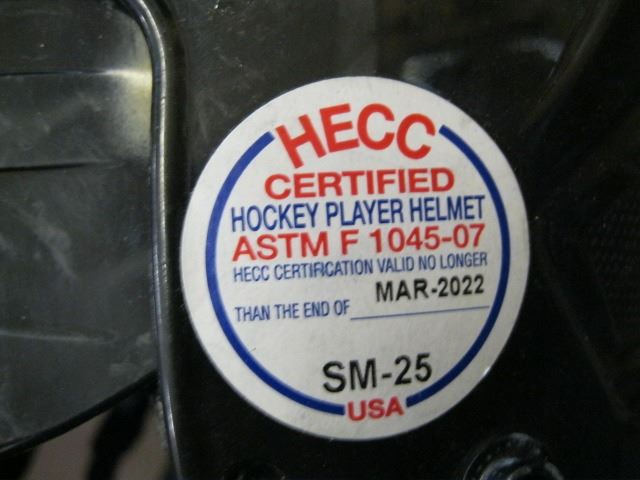 HECC
CERTIFIED
HOCKEY PLAYER HELMET
ASTM F 1045-07
HECC CERTIFICATION VALID NO LONGER
MAR-2022
THAN THE END OF
SM-25
USA